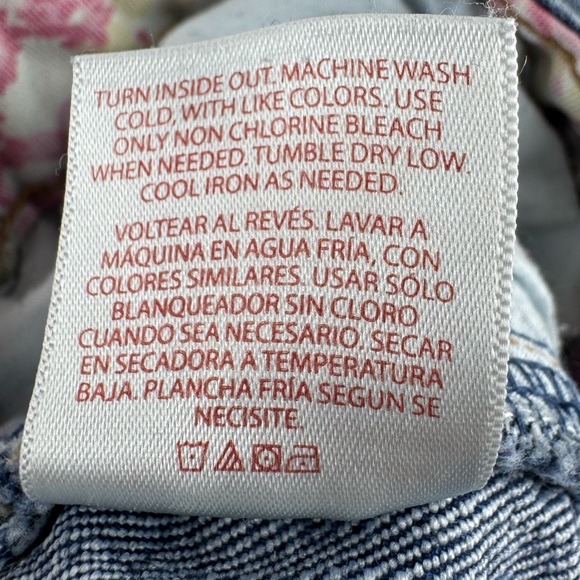 TURN INSIDE OUT. MACHINE WASH
COLD, WITH LIKE COLORS. USE
ONLY NON CHLORINE BLEACH
WHEN NEEDED. TUMBLE DRY LOW.
COOL IRON AS NEEDED.
VOLTEAR AL REVÉS. LAVAR A
MÁQUINA EN AGUA FRÍA, CON
COLORES SIMILARES. USAR SÓLO
BLANQUEADOR SIN CLORO
CUANDO SEA NECESARIO. SECAR
EN SECADORA A TEMPERATURA
BAJA. PLANCHA FRÍA SEGUN SE
NECISITE.